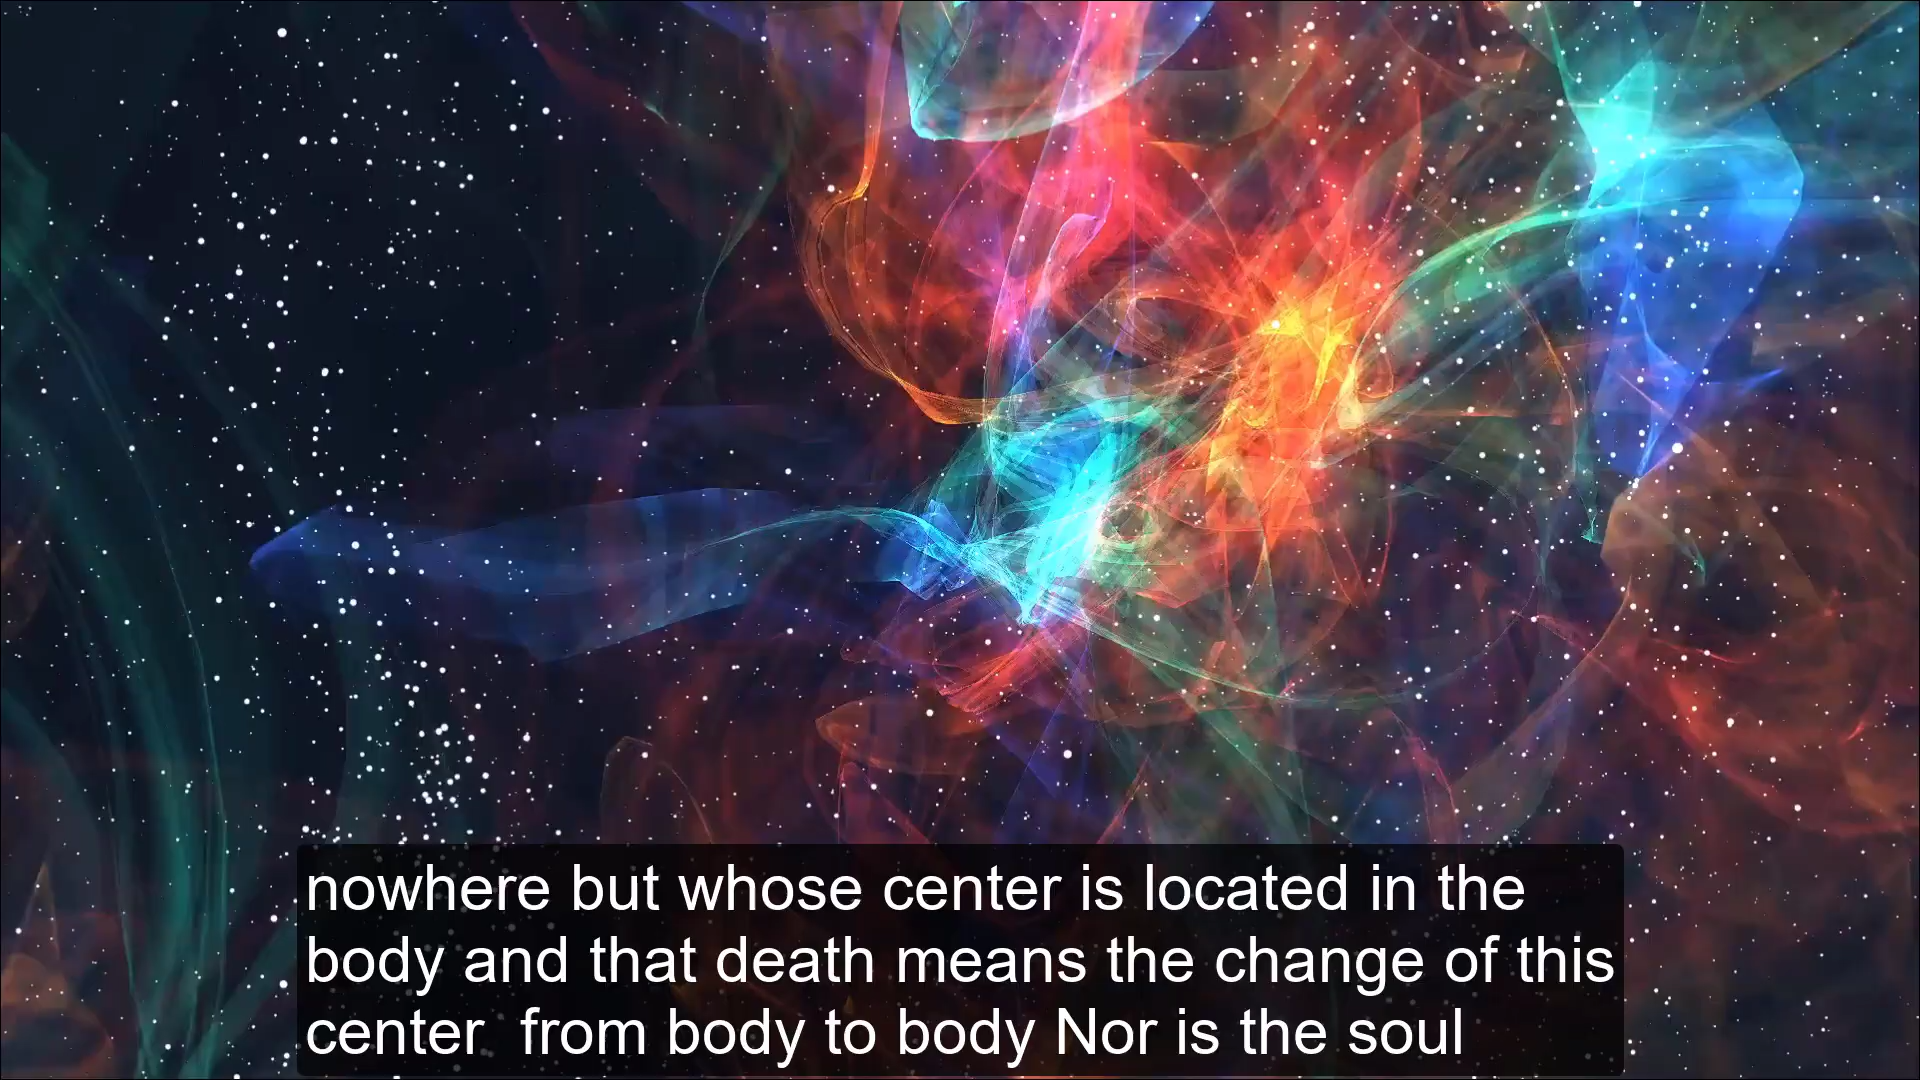 nowhere but whose center is located in the
body and that death means the change of this
center  from body to body Nor is the soul